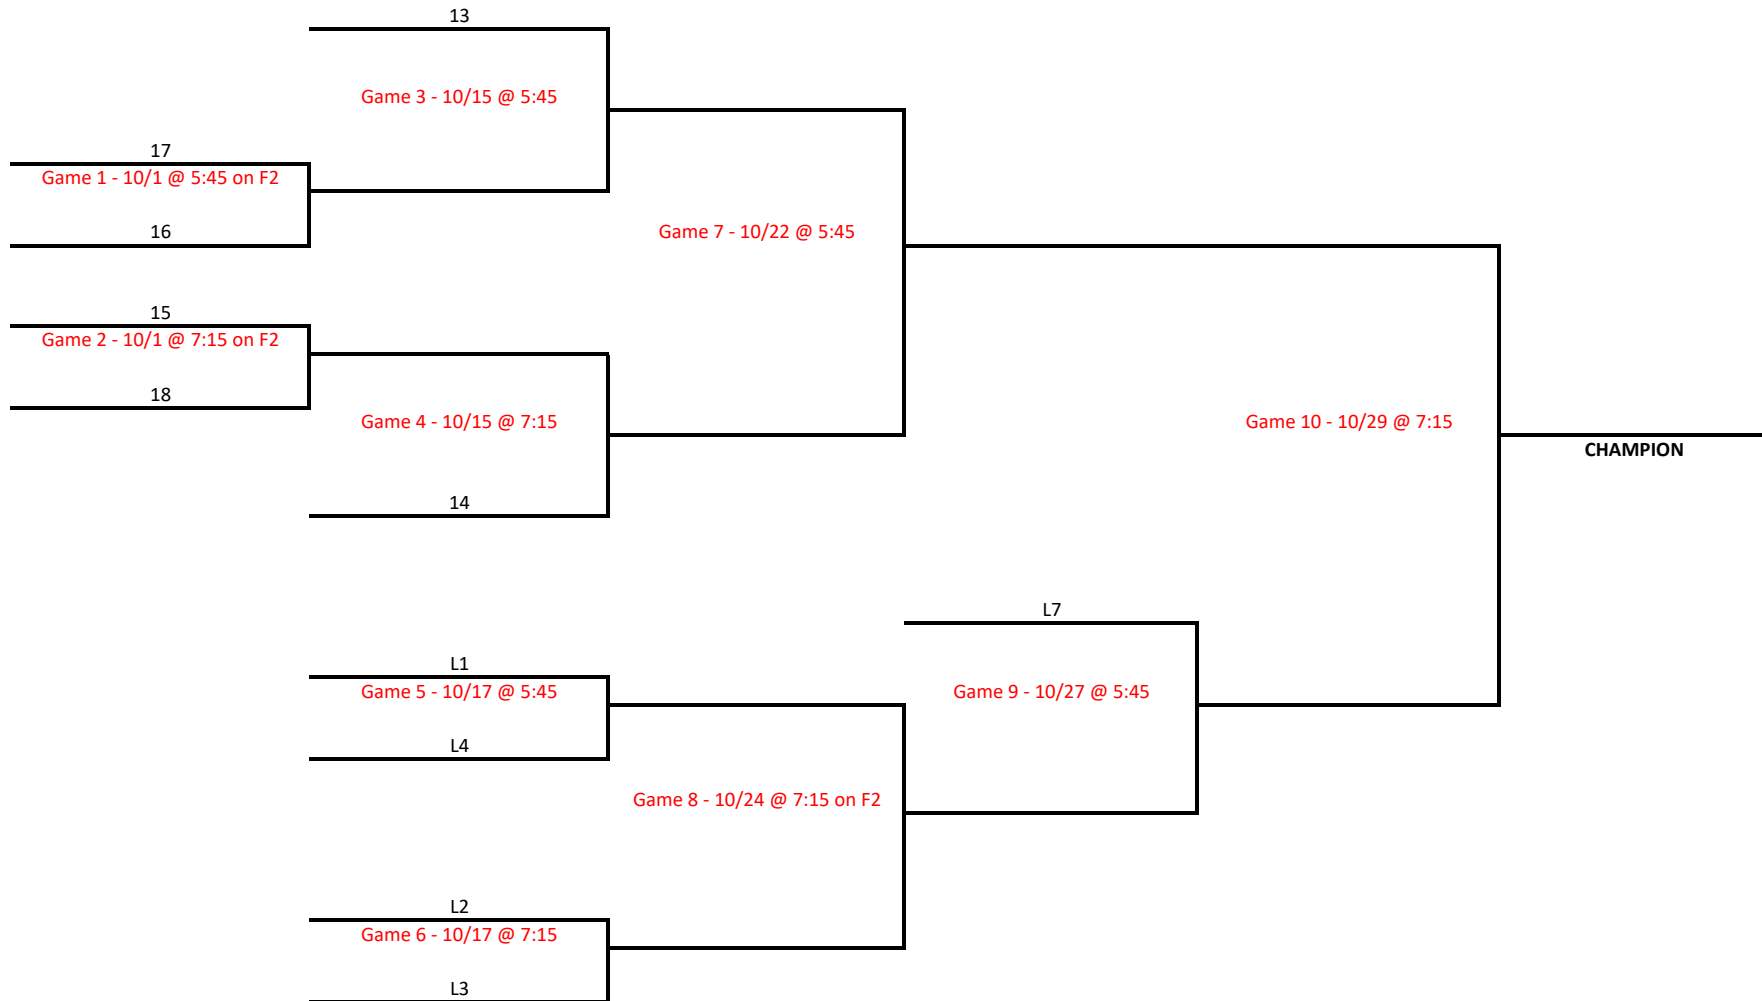 13
Game 3 - 10/15 @ 5:45
17
Game 1 - 10/1 @ 5:45 on F2
16
Game 7 - 10/22 @ 5:45
15
Game 2 - 10/1 @ 7:15 on F2
18
Game 4 - 10/15 @ 7:15
Game 10 - 10/29 @ 7:15
CHAMPION
14
L7
L1
Game 5 - 10/17 @ 5:45
Game 9 - 10/27 @ 5:45
L4
Game 8 - 10/24 @ 7:15 on F2
L2
Game 6 - 10/17 @ 7:15
L3